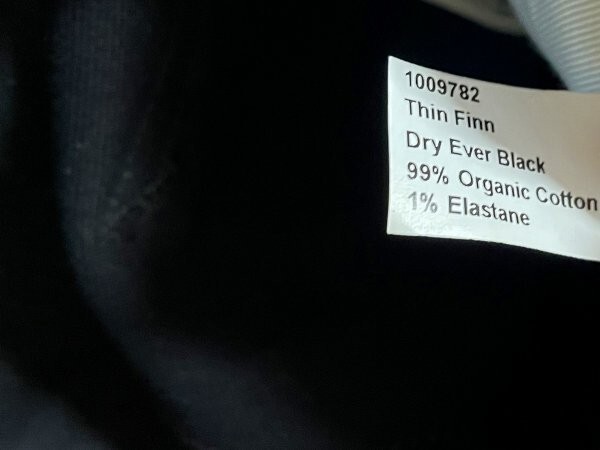 1009782
Thin Finn
Dry Ever Black
99% Organic Cotton
1% Elastane